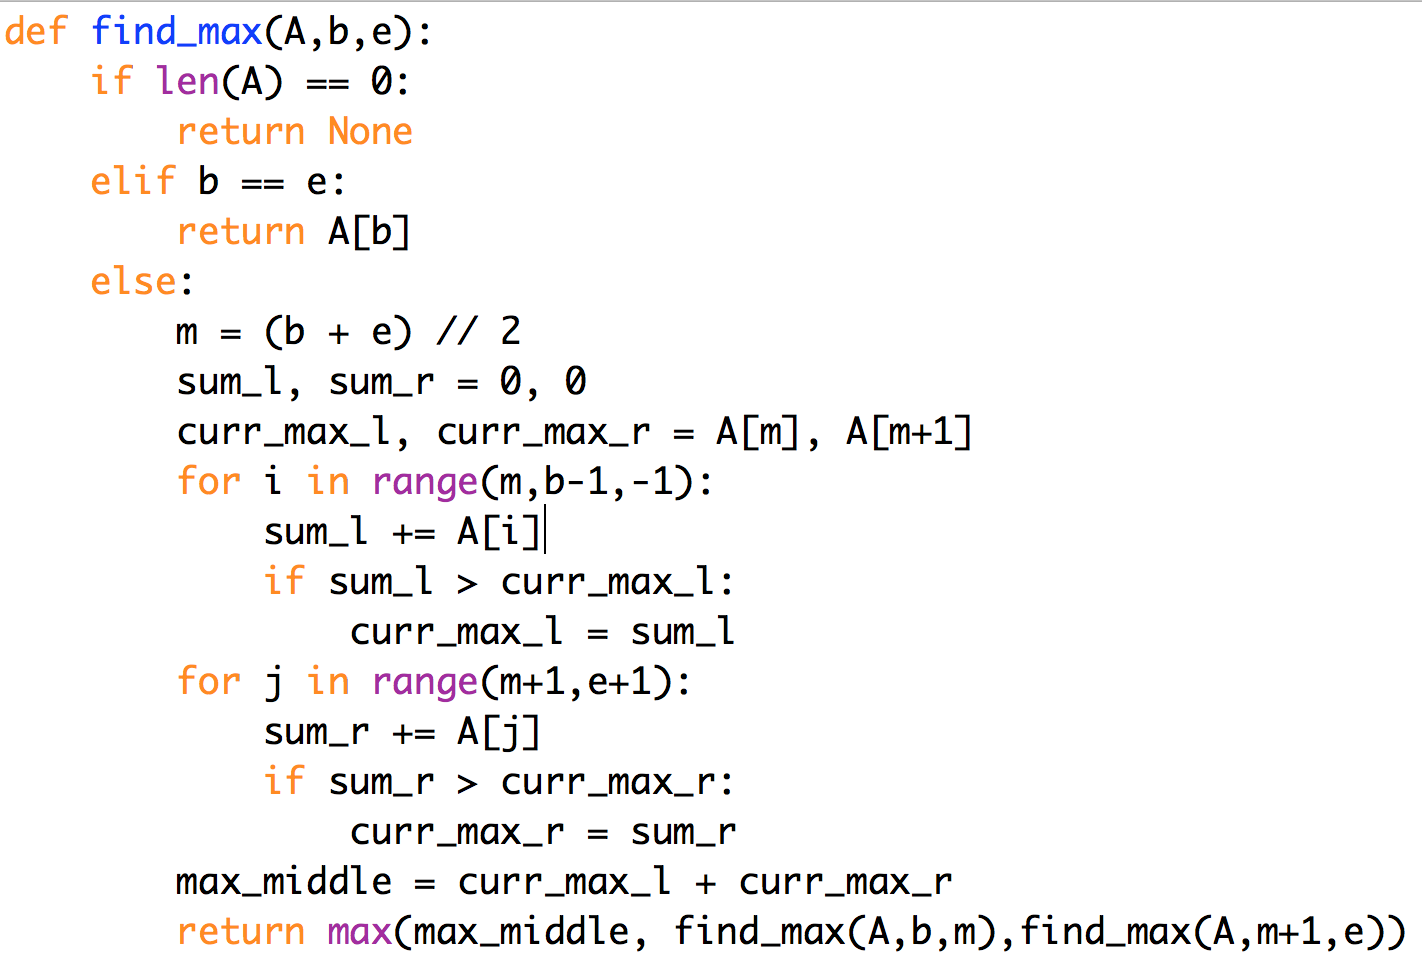 def find_max(A,b,e):
    if len(A) == 0:
        return None
    elif b == e:
        return A[b]
    else:
        m = (b + e) // 2
        sum_l, sum_r = 0, 0
        curr_max_l, curr_max_r = A[m], A[m+1]
        for i in range(m,b-1,-1):
            sum_l += A[i]
            if sum_l > curr_max_l:
                curr_max_l = sum_l
        for j in range(m+1,e+1):
            sum_r += A[j]
            if sum_r > curr_max_r:
                curr_max_r = sum_r
        max_middle = curr_max_l + curr_max_r
        return max(max_middle, find_max(A,b,m),find_max(A,m+1,e))